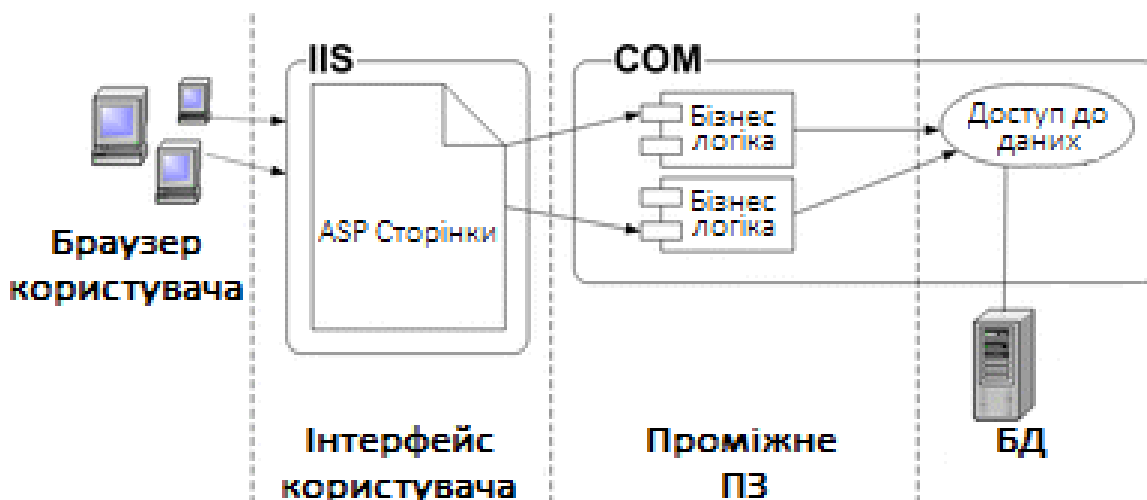 IIS
COM
ASP Сторінки
Бізнес
логіка
Бізнес
логіка
Доступ до
даних
Браузер
користувача
Інтерфейс
користувача
Проміжне
ПЗ
БД